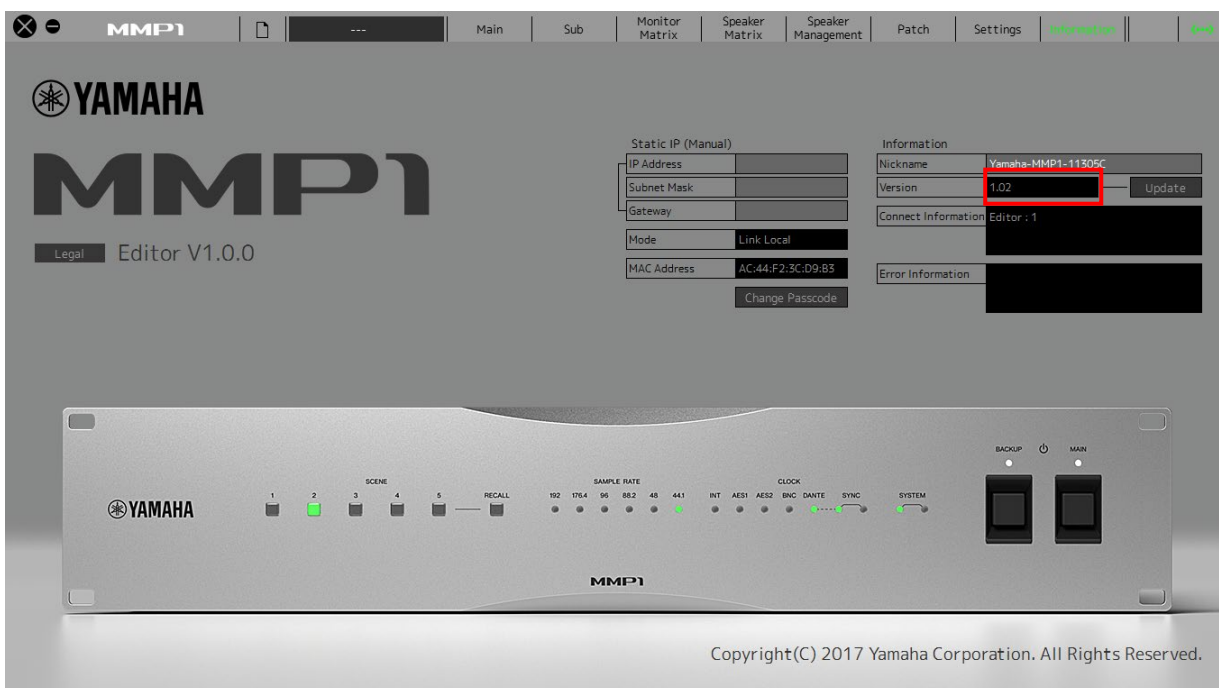 MMP1
---
Main
Sub
Monitor
Matrix
Speaker
Matrix
Speaker
Management
Patch
Settings
Information
YAMAHA
MMP1
Legal
Editor V1.0.0
Static IP (Manual)
IP Address
Subnet Mask
Gateway
Mode
Link Local
MAC Address
AC:44:F2:3C:D9:B3
Change Passcode
Information
Nickname
Yamaha-MMP1-11305C
Version
1.02
Update
Connect Information
Editor : 1
Error Information
BACKUP
MAIN
SCENE
SAMPLE RATE
CLOCK
YAMAHA
1 2 3 4 5 RECALL
192 176.4 96 88.2 48 44.1
INT AES1 AES2 BNC DANTE SYNC
SYSTEM
MMP1
Copyright(C) 2017 Yamaha Corporation. All Rights Reserved.